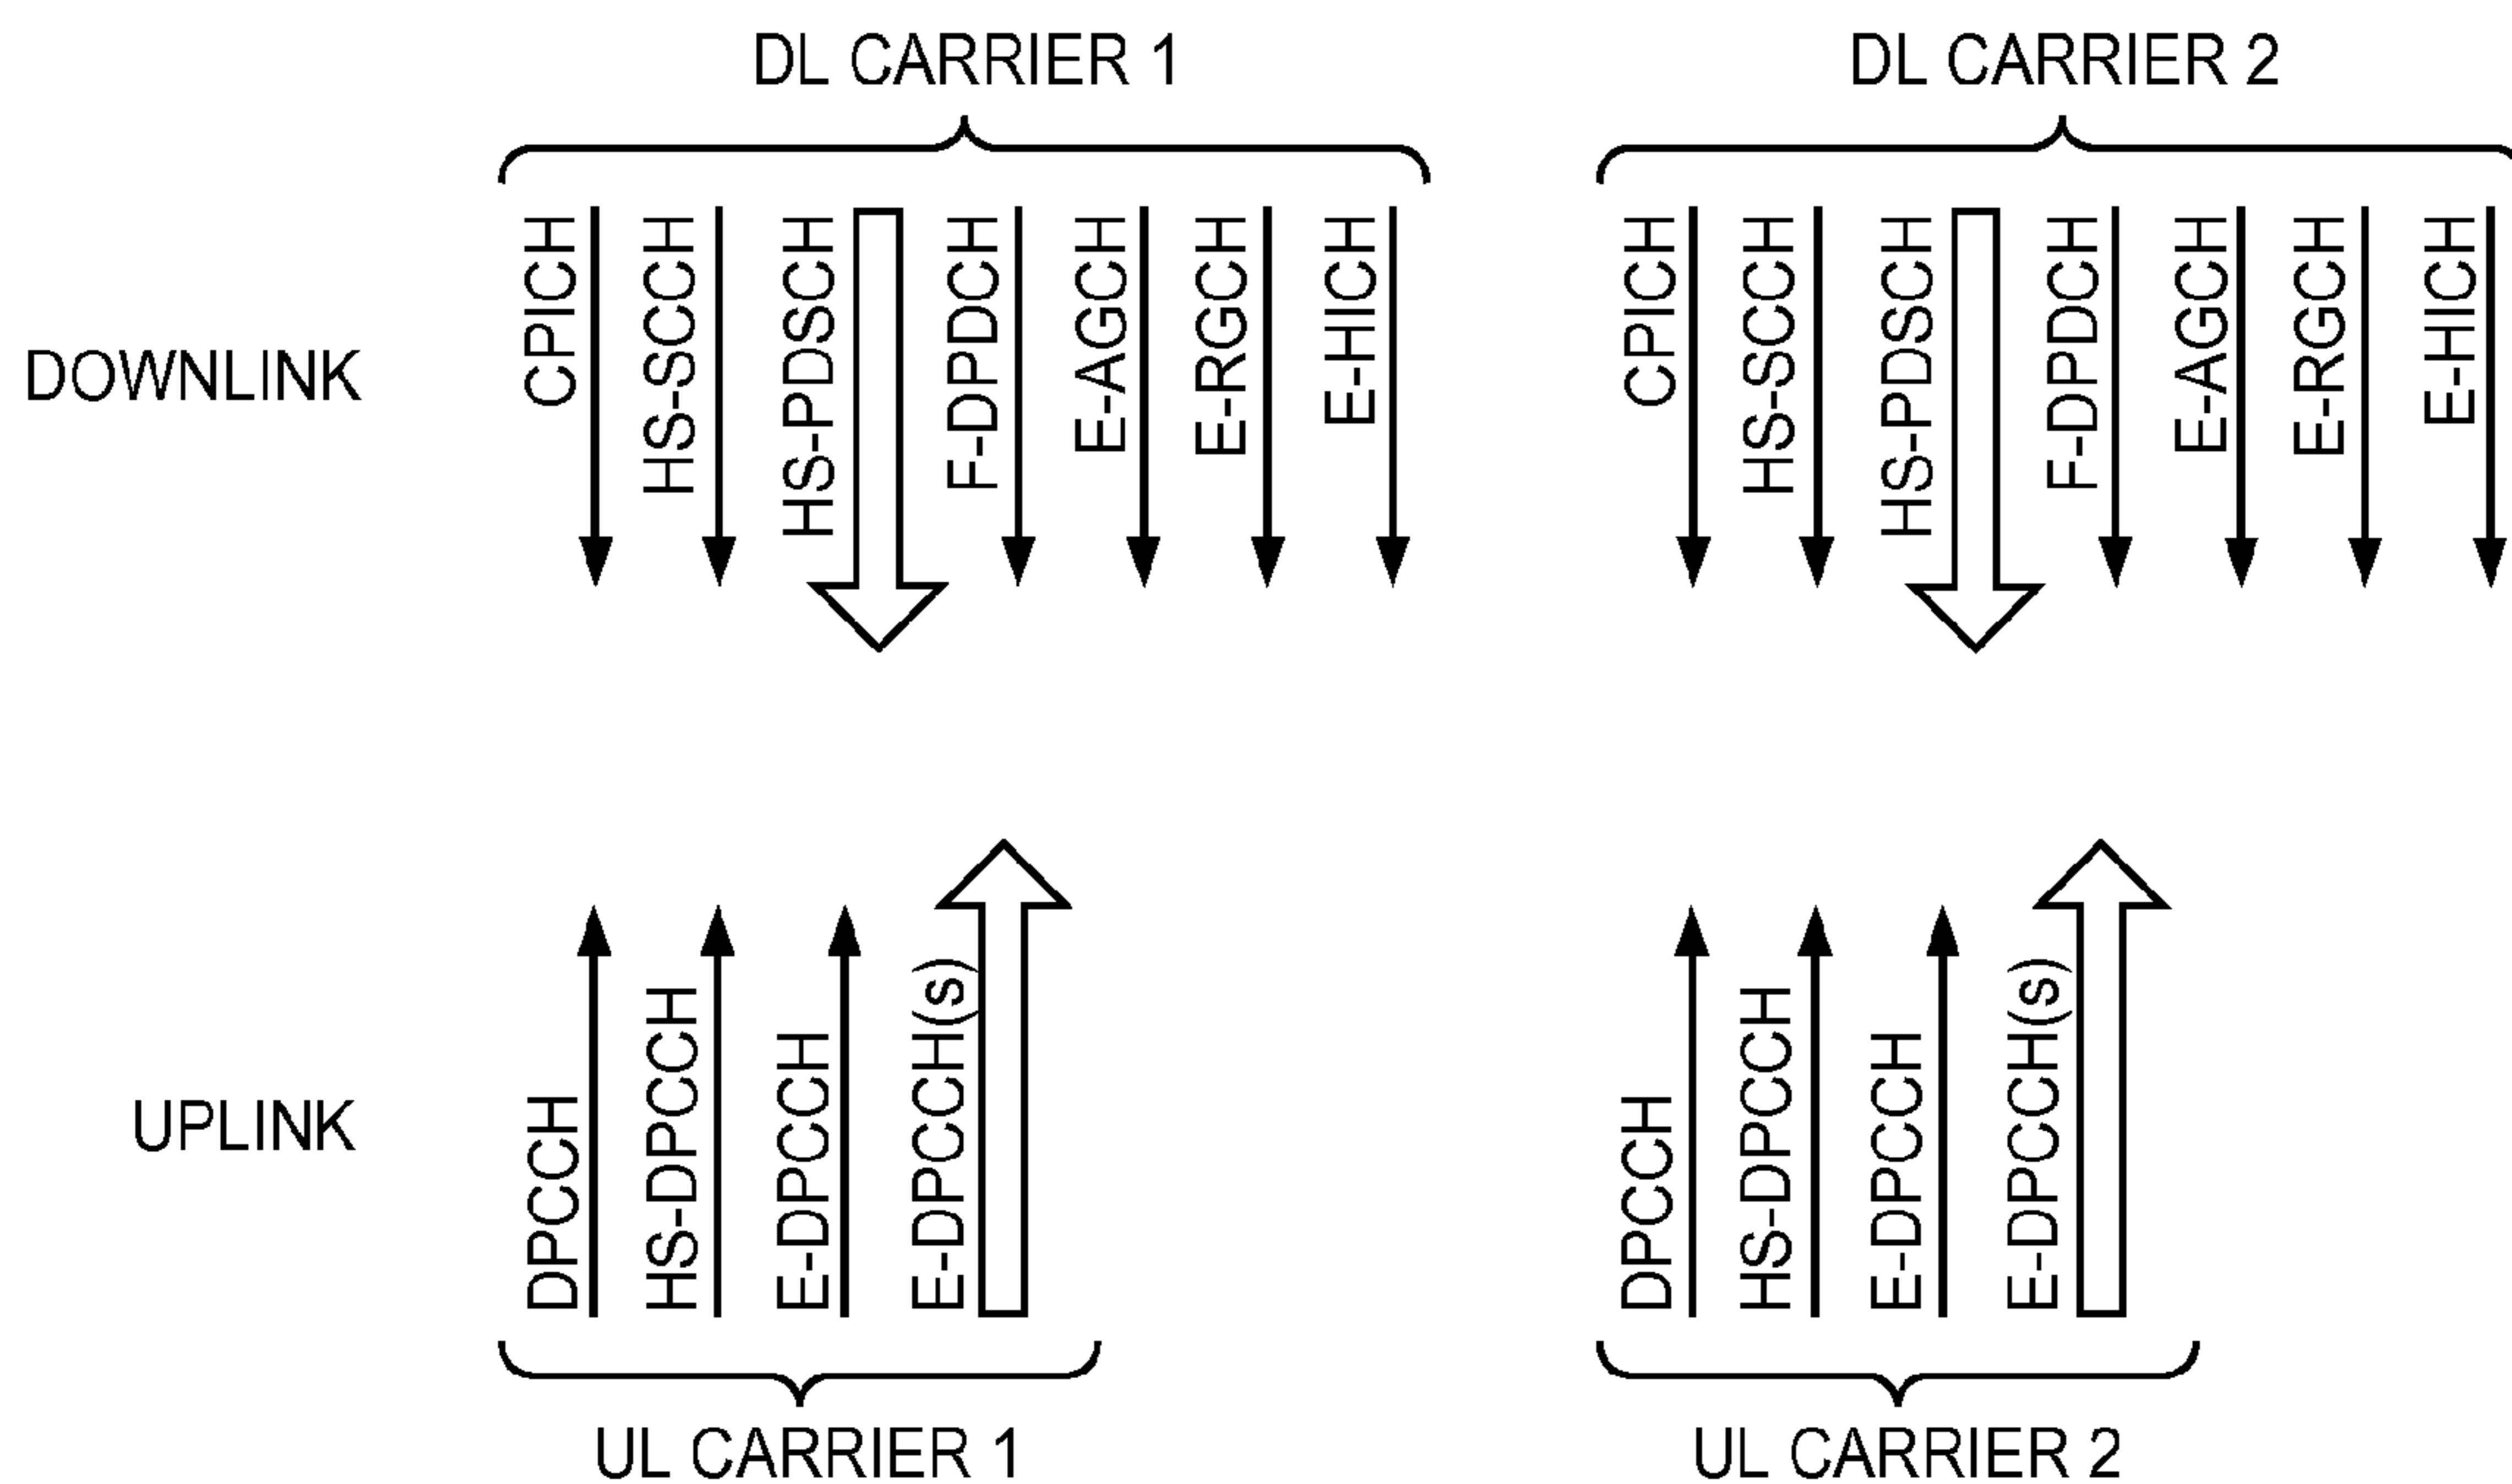 DL CARRIER 1
DL CARRIER 2
DOWNLINK
CPICH
HS-SCCH
HS-PDSCH
F-DPDCH
E-AGCH
E-RGCH
E-HICH
CPICH
HS-SCCH
HS-PDSCH
F-DPDCH
E-AGCH
E-RGCH
E-HICH
UPLINK
DPCCH
HS-DPCCH
E-DPCCH
E-DPCCH(s)
DPCCH
HS-DPCCH
E-DPCCH
E-DPCCH(s)
UL CARRIER 1
UL CARRIER 2